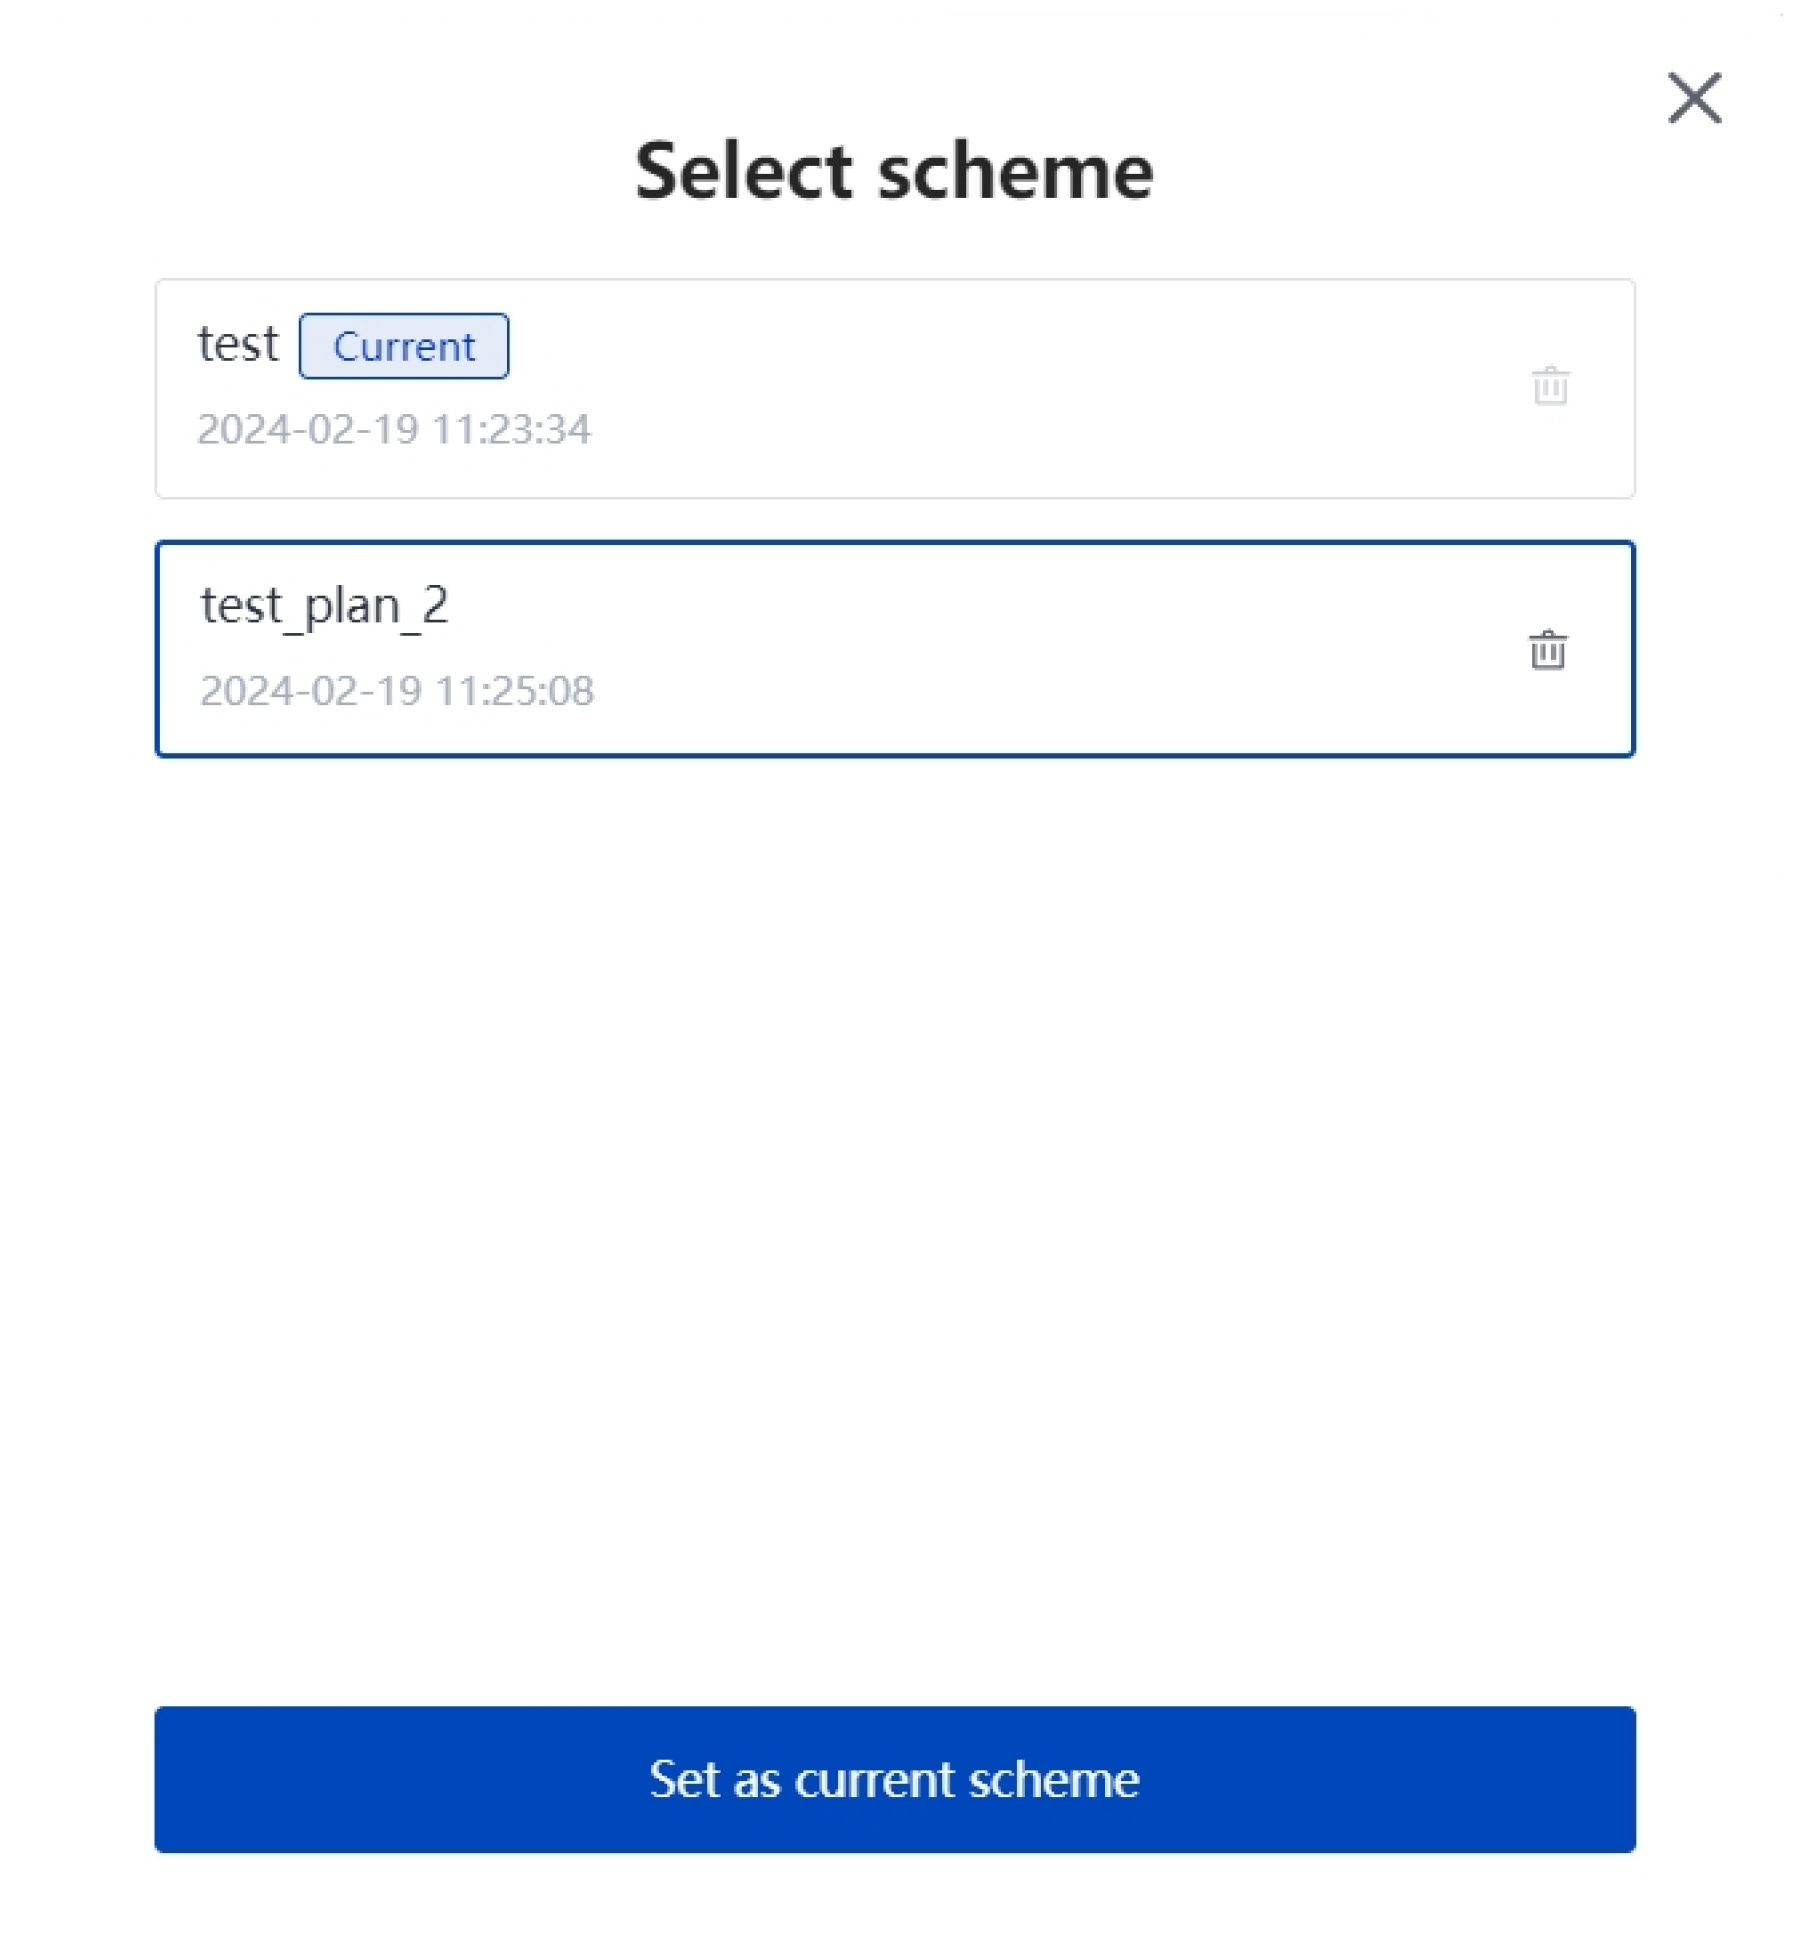 Select scheme
test Current
2024-02-19 11:23:34
test_plan_2
2024-02-19 11:25:08
Set as current scheme